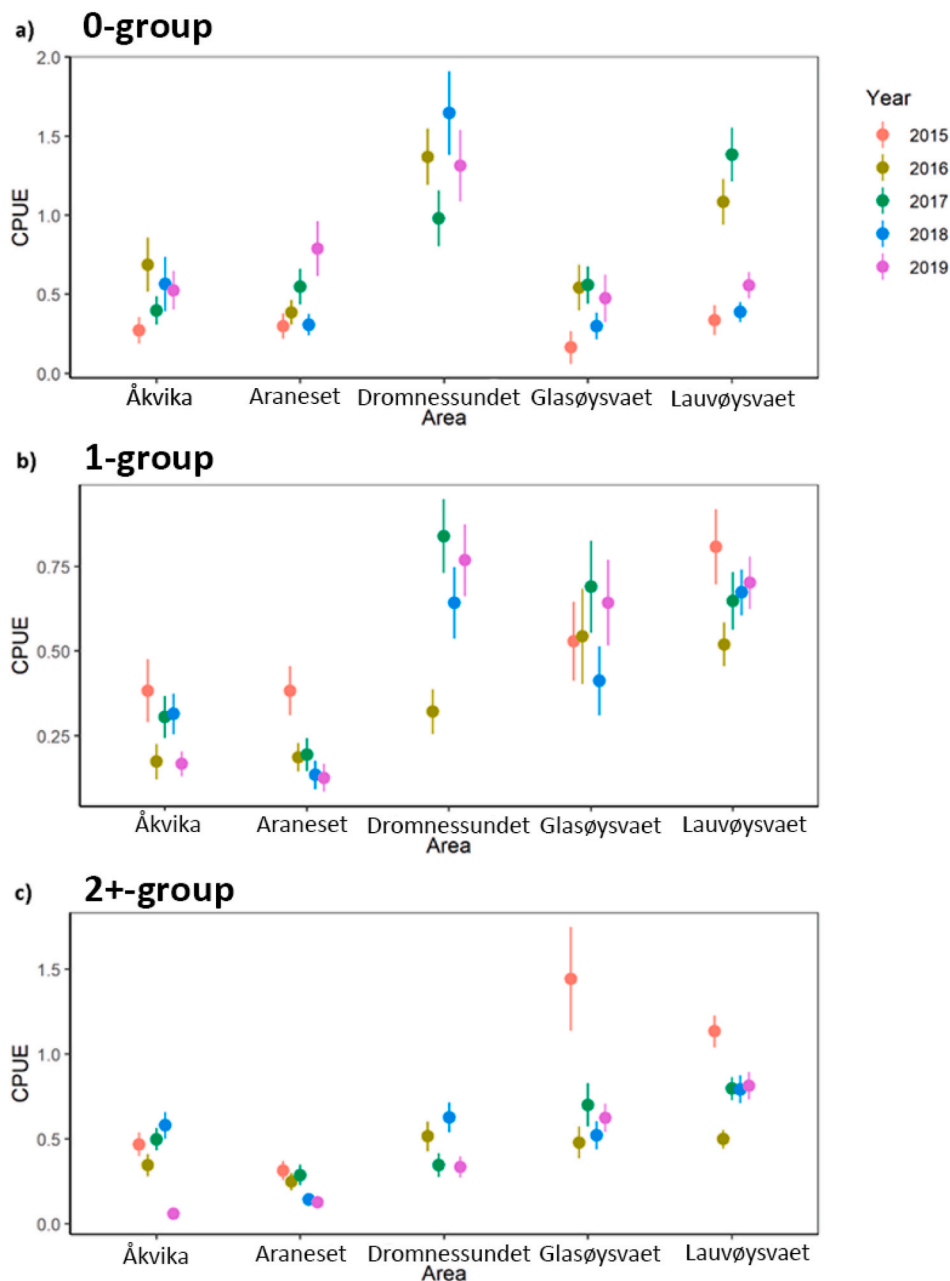 a) 0-group
2.0
1.5
1.0
0.5
0.0
CPUE
Åkvika Araneset Dromnessundet Glasøysvaet Lauvøysvaet
Area
Year
2015
2016
2017
2018
2019
b) 1-group
0.75
0.50
0.25
CPUE
Åkvika Araneset Dromnessundet Glasøysvaet Lauvøysvaet
Area
c) 2+-group
1.5
1.0
0.5
0.0
CPUE
Åkvika Araneset Dromnessundet Glasøysvaet Lauvøysvaet
Area